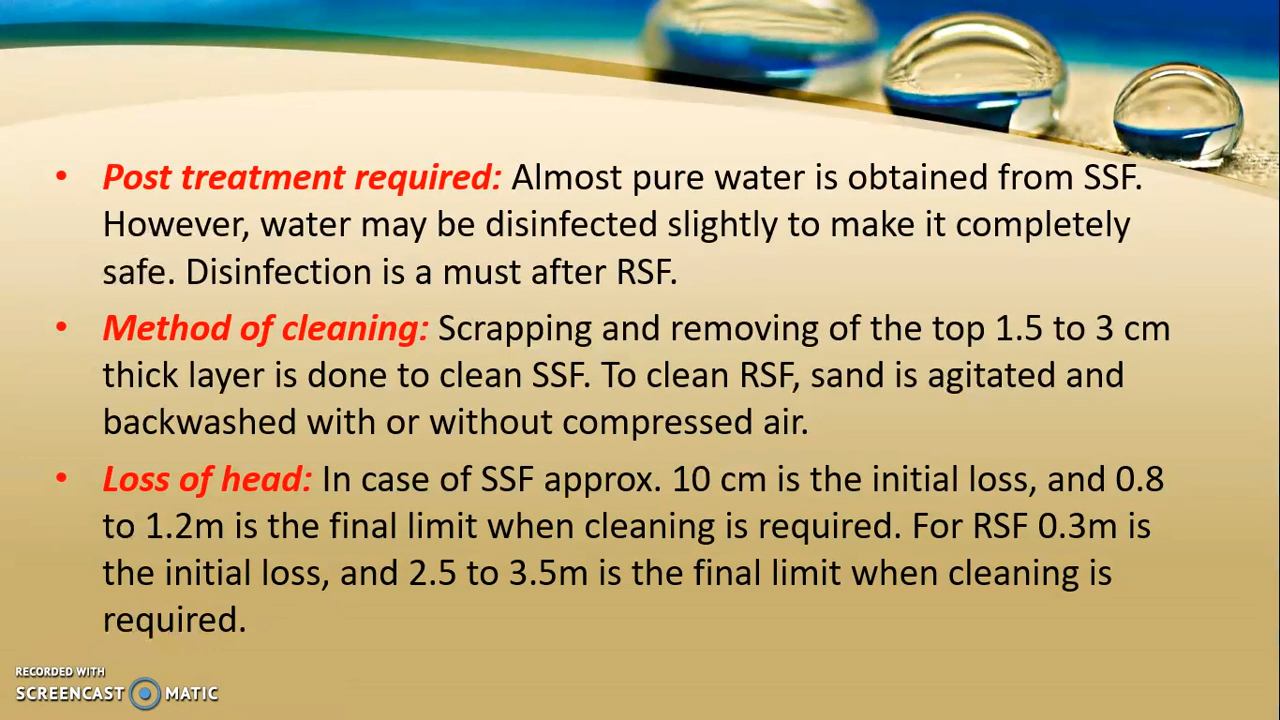 • Post treatment required: Almost pure water is obtained from SSF.
However, water may be disinfected slightly to make it completely
safe. Disinfection is a must after RSF.
• Method of cleaning: Scrapping and removing of the top 1.5 to 3 cm
thick layer is done to clean SSF. To clean RSF, sand is agitated and
backwashed with or without compressed air.
• Loss of head: In case of SSF approx. 10 cm is the initial loss, and 0.8
to 1.2m is the final limit when cleaning is required. For RSF 0.3m is
the initial loss, and 2.5 to 3.5m is the final limit when cleaning is
required.
RECORDED WITH
SCREENCAST MATIC